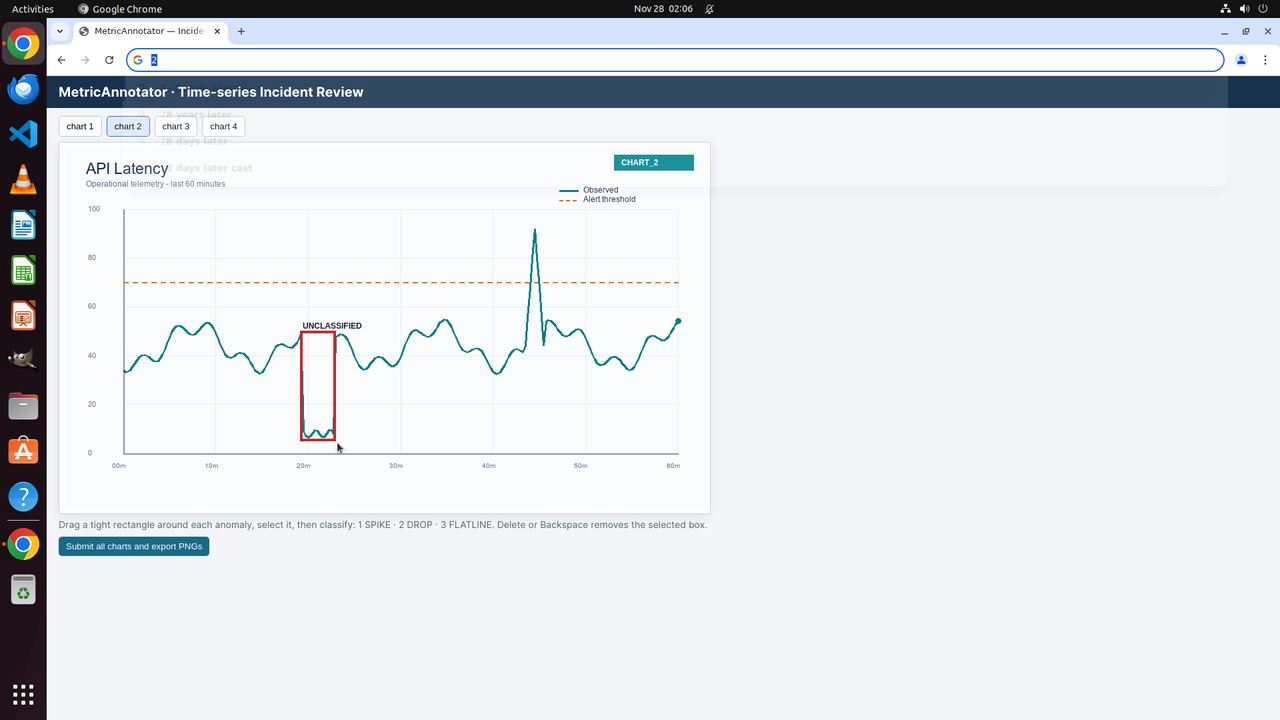 Activities
Google Chrome
Nov 28 02:06
MetricAnnotator — Incide
2
MetricAnnotator · Time-series Incident Review
28 years later
chart 1
chart 2
chart 3
chart 4
28 days later
CHART_2
API Latency
days later cast
Operational telemetry - last 60 minutes
Observed
Alert threshold
100
80
60
UNCLASSIFIED
40
20
0
00m
10m
20m
30m
40m
50m
60m
Drag a tight rectangle around each anomaly, select it, then classify: 1 SPIKE · 2 DROP · 3 FLATLINE. Delete or Backspace removes the selected box.
Submit all charts and export PNGs